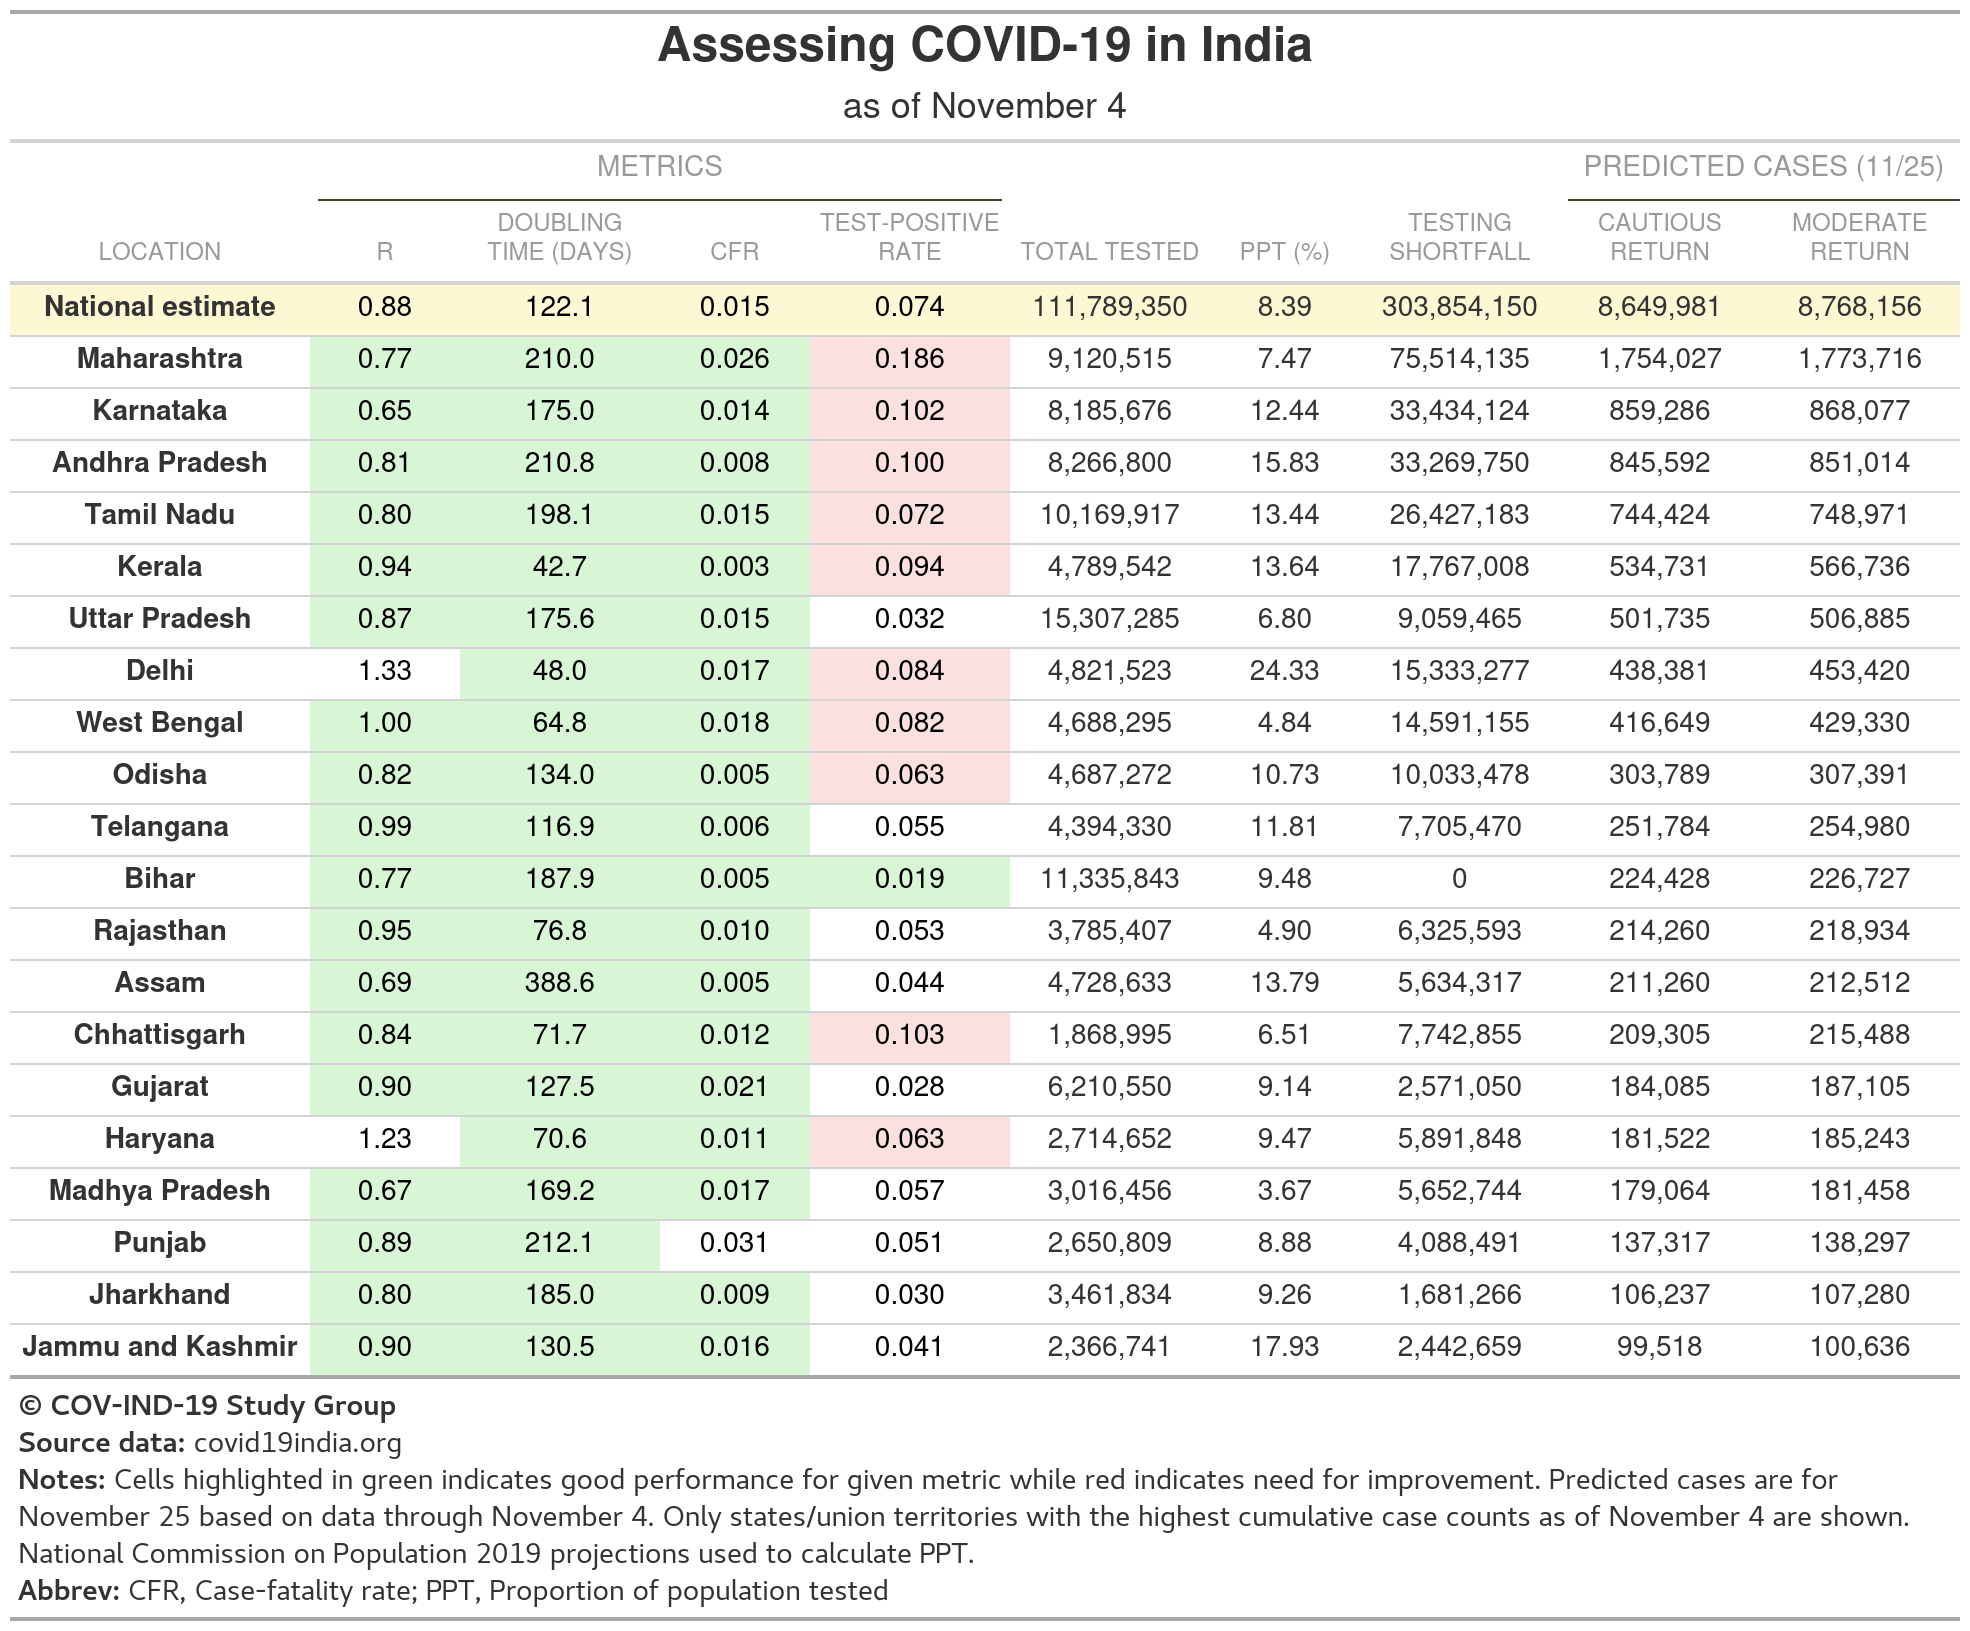 Assessing COVID-19 in India
as of November 4
METRICS PREDICTED CASES (11/25)
LOCATION R DOUBLING TIME (DAYS) CFR TEST-POSITIVE RATE TOTAL TESTED PPT (%) TESTING SHORTFALL CAUTIOUS RETURN MODERATE RETURN
National estimate 0.88 122.1 0.015 0.074 111,789,350 8.39 303,854,150 8,649,981 8,768,156
Maharashtra 0.77 210.0 0.026 0.186 9,120,515 7.47 75,514,135 1,754,027 1,773,716
Karnataka 0.65 175.0 0.014 0.102 8,185,676 12.44 33,434,124 859,286 868,077
Andhra Pradesh 0.81 210.8 0.008 0.100 8,266,800 15.83 33,269,750 845,592 851,014
Tamil Nadu 0.80 198.1 0.015 0.072 10,169,917 13.44 26,427,183 744,424 748,971
Kerala 0.94 42.7 0.003 0.094 4,789,542 13.64 17,767,008 534,731 566,736
Uttar Pradesh 0.87 175.6 0.015 0.032 15,307,285 6.80 9,059,465 501,735 506,885
Delhi 1.33 48.0 0.017 0.084 4,821,523 24.33 15,333,277 438,381 453,420
West Bengal 1.00 64.8 0.018 0.082 4,688,295 4.84 14,591,155 416,649 429,330
Odisha 0.82 134.0 0.005 0.063 4,687,272 10.73 10,033,478 303,789 307,391
Telangana 0.99 116.9 0.006 0.055 4,394,330 11.81 7,705,470 251,784 254,980
Bihar 0.77 187.9 0.005 0.019 11,335,843 9.48 0 224,428 226,727
Rajasthan 0.95 76.8 0.010 0.053 3,785,407 4.90 6,325,593 214,260 218,934
Assam 0.69 388.6 0.005 0.044 4,728,633 13.79 5,634,317 211,260 212,512
Chhattisgarh 0.84 71.7 0.012 0.103 1,868,995 6.51 7,742,855 209,305 215,488
Gujarat 0.90 127.5 0.021 0.028 6,210,550 9.14 2,571,050 184,085 187,105
Haryana 1.23 70.6 0.011 0.063 2,714,652 9.47 5,891,848 181,522 185,243
Madhya Pradesh 0.67 169.2 0.017 0.057 3,016,456 3.67 5,652,744 179,064 181,458
Punjab 0.89 212.1 0.031 0.051 2,650,809 8.88 4,088,491 137,317 138,297
Jharkhand 0.80 185.0 0.009 0.030 3,461,834 9.26 1,681,266 106,237 107,280
Jammu and Kashmir 0.90 130.5 0.016 0.041 2,366,741 17.93 2,442,659 99,518 100,636
© COV-IND-19 Study Group
Source data: covid19india.org
Notes: Cells highlighted in green indicates good performance for given metric while red indicates need for improvement. Predicted cases are for
November 25 based on data through November 4. Only states/union territories with the highest cumulative case counts as of November 4 are shown.
National Commission on Population 2019 projections used to calculate PPT.
Abbrev: CFR, Case-fatality rate; PPT, Proportion of population tested